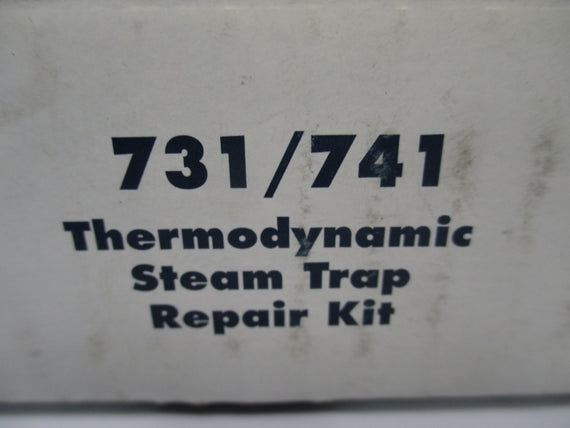 731/741
Thermodynamic
Steam Trap
Repair Kit